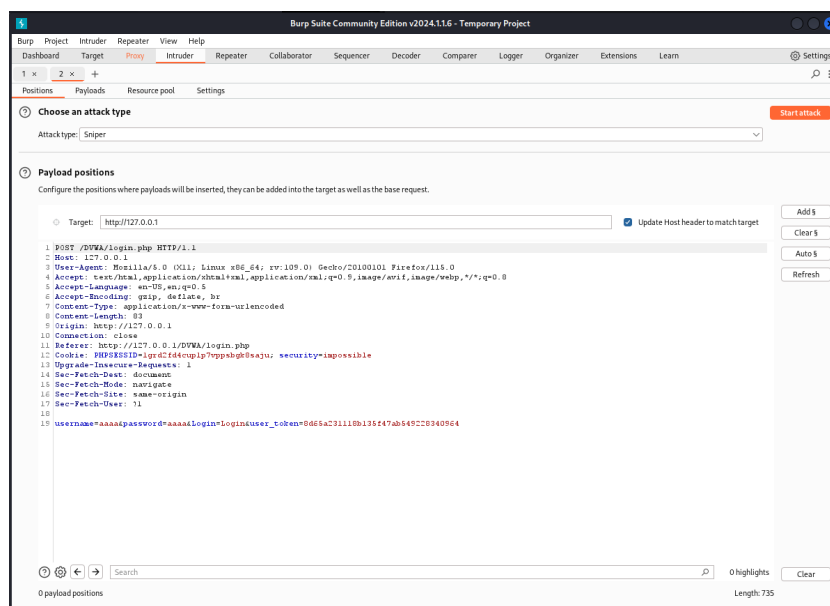 Burp Suite Community Edition v2024.1.1.6 - Temporary Project
Burp Project Intruder Repeater View Help
Dashboard Target Proxy Intruder Repeater Collaborator Sequencer Decoder Comparer Logger Organizer Extensions Learn Settings
1 × 2 × +
Positions Payloads Resource pool Settings
Choose an attack type
Start attack
Attack type: Sniper
Payload positions
Configure the positions where payloads will be inserted, they can be added into the target as well as the base request.
Target: http://127.0.0.1
Update Host header to match target
Add §
Clear §
Auto §
Refresh
1 POST /DVWA/login.php HTTP/1.1
2 Host: 127.0.0.1
3 User-Agent: Mozilla/5.0 (X11; Linux x86_64; rv:109.0) Gecko/20100101 Firefox/115.0
4 Accept: text/html,application/xhtml+xml,application/xml;q=0.9,image/avif,image/webp,*/*;q=0.8
5 Accept-Language: en-US,en;q=0.5
6 Accept-Encoding: gzip, deflate, br
7 Content-Type: application/x-www-form-urlencoded
8 Content-Length: 83
9 Origin: http://127.0.0.1
10 Connection: close
11 Referer: http://127.0.0.1/DVWA/login.php
12 Cookie: PHPSESSID=lgrd2fd4cuplp7vppsbgk8saju; security=impossible
13 Upgrade-Insecure-Requests: 1
14 Sec-Fetch-Dest: document
15 Sec-Fetch-Mode: navigate
16 Sec-Fetch-Site: same-origin
17 Sec-Fetch-User: ?1
18
19 username=aaaa&password=aaaa&Login=Login&user_token=8d65a231118b135f47ab549228340964
Search
0 highlights
Clear
0 payload positions
Length: 735